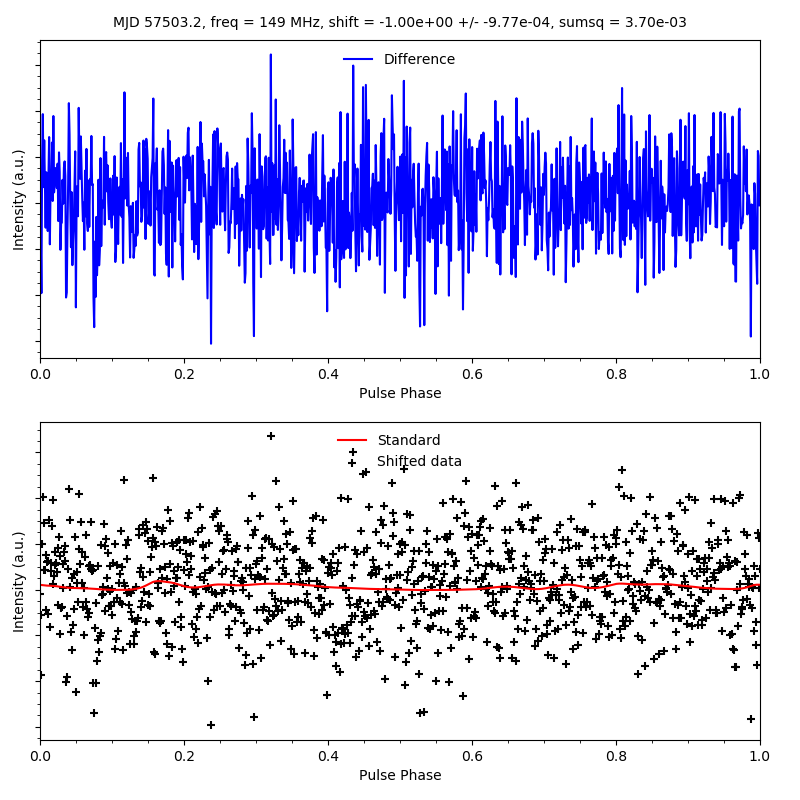 MJD 57503.2, freq = 149 MHz, shift = -1.00e+00 +/- -9.77e-04, sumsq = 3.70e-03
Difference
Intensity (a.u.)
0.0 0.2 0.4 0.6 0.8 1.0
Pulse Phase
Standard
Shifted data
Intensity (a.u.)
0.0 0.2 0.4 0.6 0.8 1.0
Pulse Phase